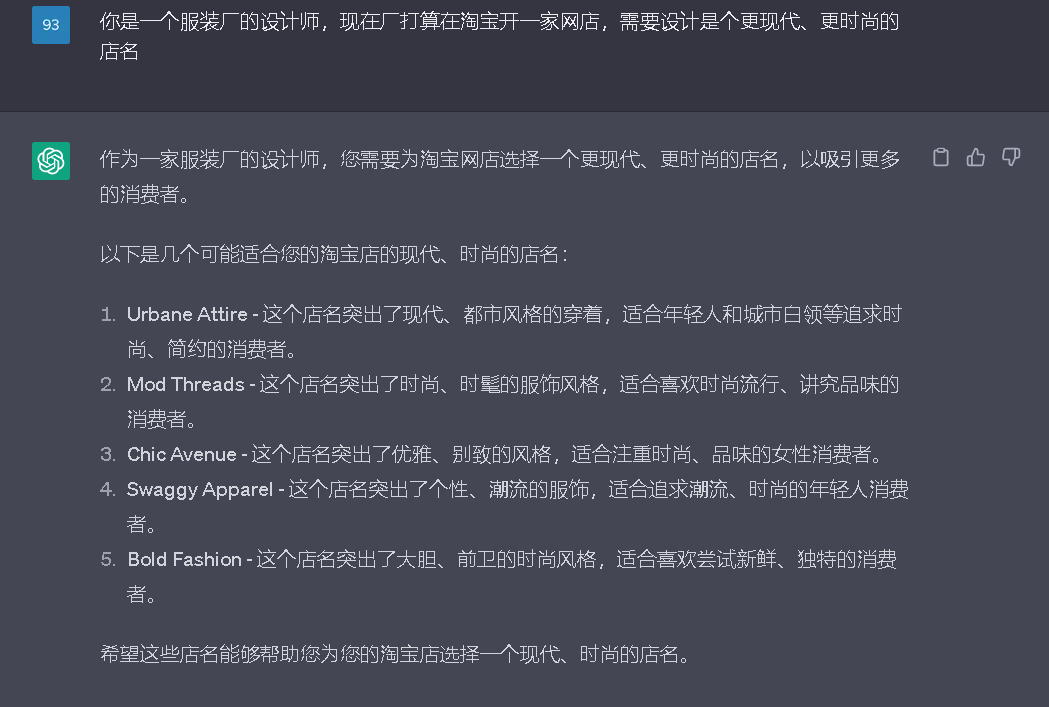 93
你是一个服装厂的设计师，现在厂打算在淘宝开一家网店，需要设计是个更现代、更时尚的
店名
作为一家服装厂的设计师，您需要为淘宝网店选择一个更现代、更时尚的店名，以吸引更多
的消费者。
以下是几个可能适合您的淘宝店的现代、时尚的店名：
1. Urbane Attire - 这个店名突出了现代、都市风格的穿着，适合年轻人和城市白领等追求时
尚、简约的消费者。
2. Mod Threads - 这个店名突出了时尚、时髦的服饰风格，适合喜欢时尚流行、讲究品味的
消费者。
3. Chic Avenue - 这个店名突出了优雅、别致的风格，适合注重时尚、品味的女性消费者。
4. Swaggy Apparel - 这个店名突出了个性、潮流的服饰，适合追求潮流、时尚的年轻人消费
者。
5. Bold Fashion - 这个店名突出了大胆、前卫的时尚风格，适合喜欢尝试新鲜、独特的消费
者。
希望这些店名能够帮助您为您的淘宝店选择一个现代、时尚的店名。